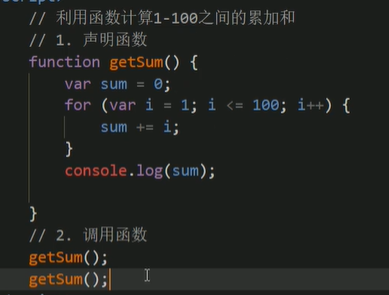 // 利用函数计算1-100之间的累加和
// 1. 声明函数
function getSum() {
    var sum = 0;
    for (var i = 1; i <= 100; i++) {
        sum += i;
    }
    console.log(sum);

}
// 2. 调用函数
getSum();
getSum();